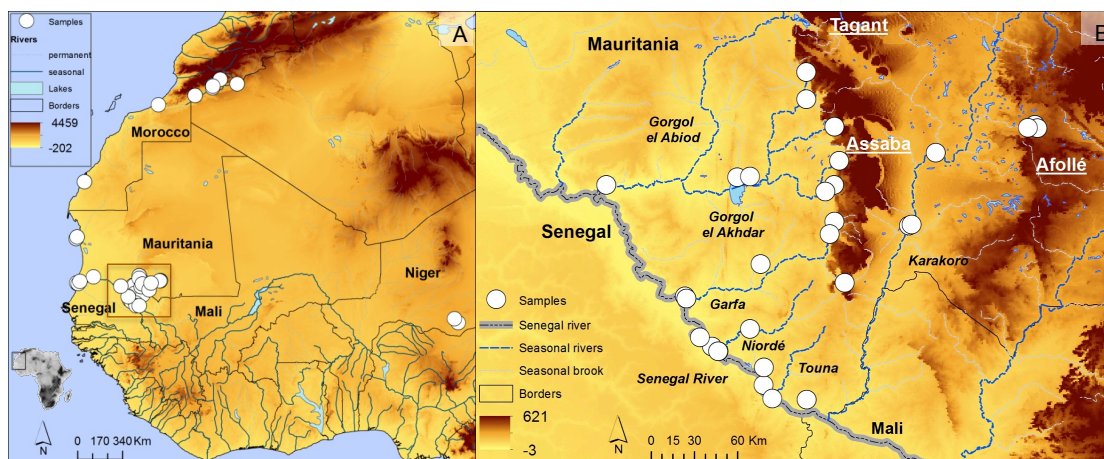 Samples
Rivers
permanent
seasonal
Lakes
Borders
4459
-202
A
Morocco
Mauritania
Senegal
Mali
Niger
N
0 170 340 Km
B
Tagant
Mauritania
Gorgol
el Abiod
Assaba
Afollé
Senegal
Gorgol
el Akhdar
Karakoro
Samples
Garfa
Senegal river
Seasonal rivers
Niordé
Seasonal brook
Senegal River
Touna
Borders
621
-3
Mali
N
0 15 30 60 Km